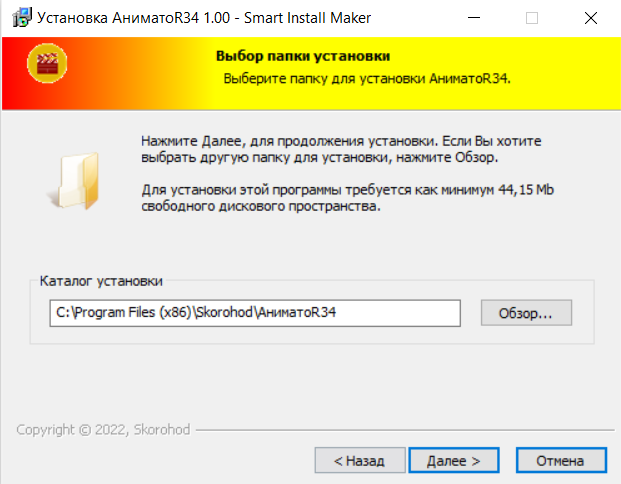 Установка АниматоR34 1.00 - Smart Install Maker
Выбор папки установки
Выберите папку для установки АниматоR34.
Нажмите Далее, для продолжения установки. Если Вы хотите
выбрать другую папку для установки, нажмите Обзор.
Для установки этой программы требуется как минимум 44,15 Mb
свободного дискового пространства.
Каталог установки
C:\Program Files (x86)\Skorohod\АниматоR34
Обзор...
Copyright © 2022, Skorohod
< Назад
Далее >
Отмена